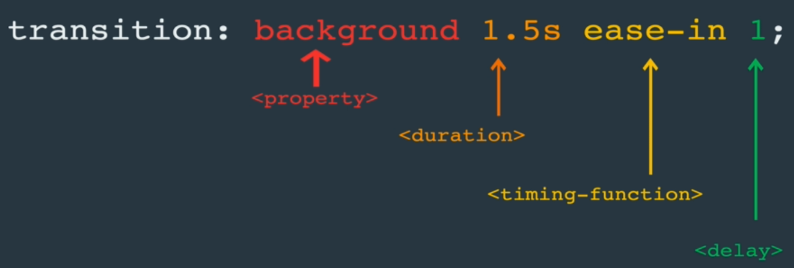 transition: background 1.5s ease-in 1;
<property>
<duration>
<timing-function>
<delay>